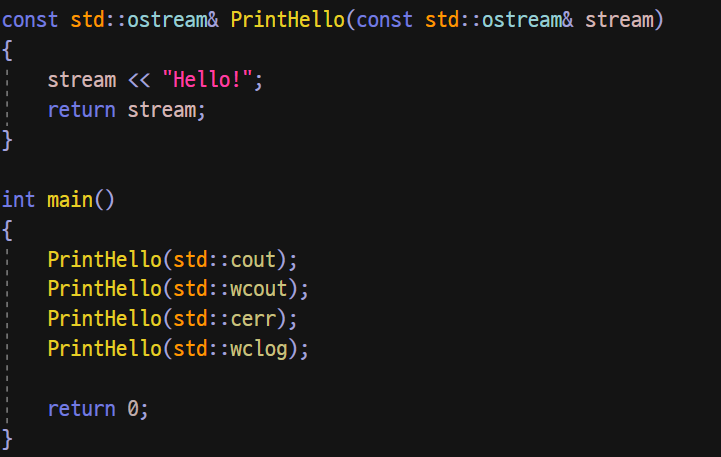 const std::ostream& PrintHello(const std::ostream& stream)
{
    stream << "Hello!";
    return stream;
}

int main()
{
    PrintHello(std::cout);
    PrintHello(std::wcout);
    PrintHello(std::cerr);
    PrintHello(std::wclog);

    return 0;
}